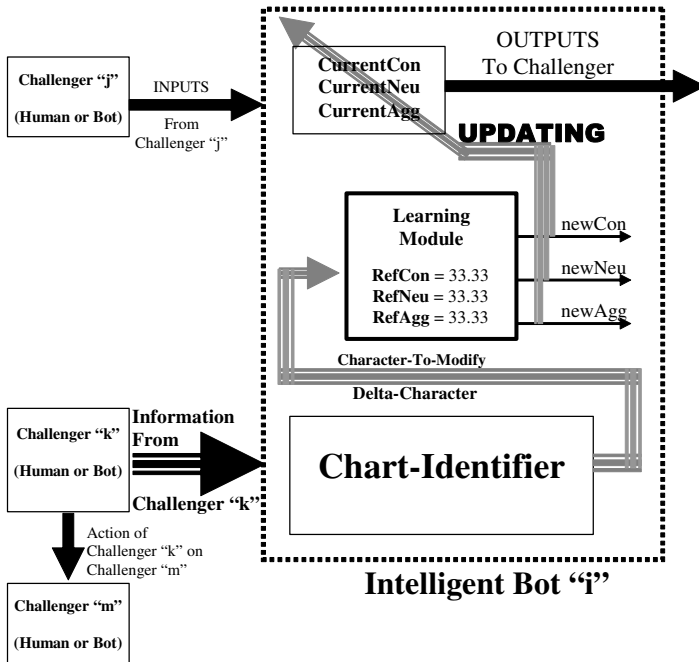 Challenger “j”
(Human or Bot)
INPUTS
From
Challenger “j”
CurrentCon
CurrentNeu
CurrentAgg
OUTPUTS
To Challenger
UPDATING
Learning
Module
RefCon = 33.33
RefNeu = 33.33
RefAgg = 33.33
newCon
newNeu
newAgg
Character-To-Modify
Delta-Character
Chart-Identifier
Challenger “k”
(Human or Bot)
Information
From
Challenger “k”
Action of
Challenger “k” on
Challenger “m”
Challenger “m”
(Human or Bot)
Intelligent Bot “i”